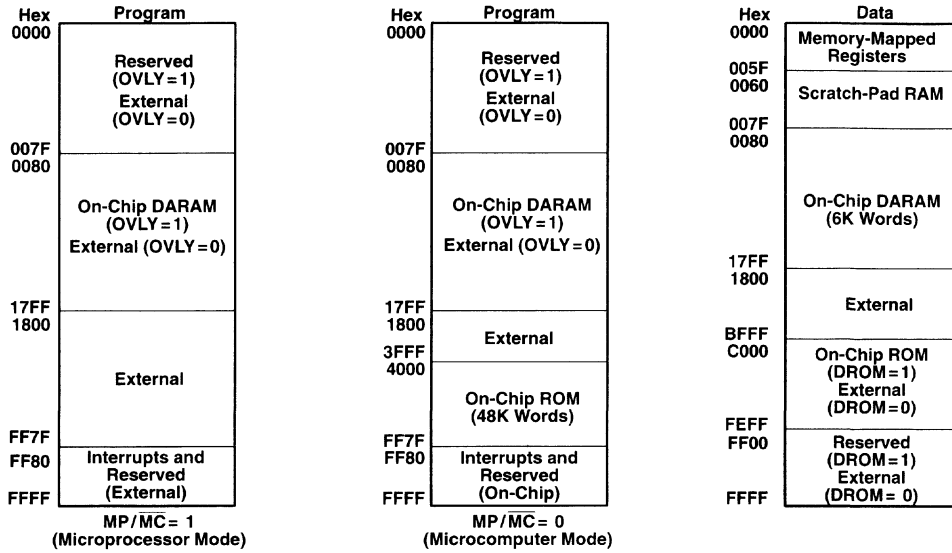 Hex Program
0000
Reserved
(OVLY = 1)
External
(OVLY = 0)
007F
0080
On-Chip DARAM
(OVLY = 1)
External (OVLY = 0)
17FF
1800
External
FF7F
FF80
Interrupts and
Reserved
(External)
FFFF
MP/M̅C̅ = 1
(Microprocessor Mode)
Hex Program
0000
Reserved
(OVLY = 1)
External
(OVLY = 0)
007F
0080
On-Chip DARAM
(OVLY = 1)
External (OVLY = 0)
17FF
1800
External
3FFF
4000
On-Chip ROM
(48K Words)
FF7F
FF80
Interrupts and
Reserved
(On-Chip)
FFFF
MP/M̅C̅ = 0
(Microcomputer Mode)
Hex Data
0000
Memory-Mapped
Registers
005F
0060
Scratch-Pad RAM
007F
0080
On-Chip DARAM
(6K Words)
17FF
1800
External
BFFF
C000
On-Chip ROM
(DROM = 1)
External
(DROM = 0)
FEFF
FF00
Reserved
(DROM = 1)
External
(DROM = 0)
FFFF